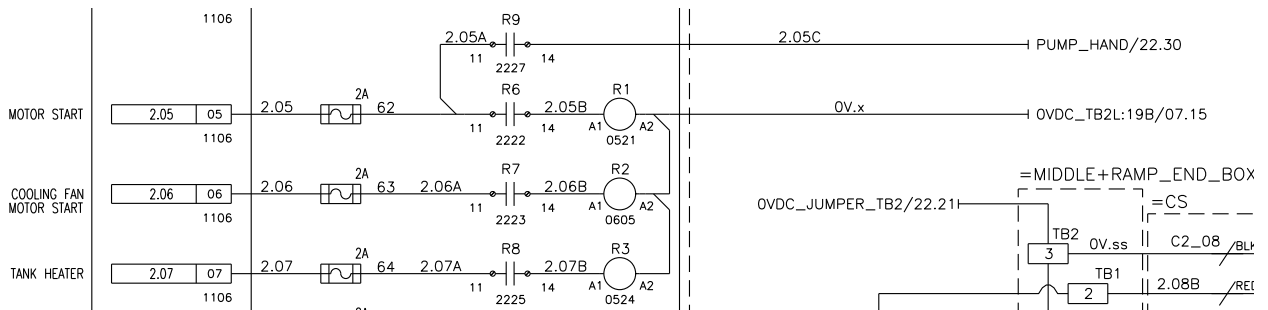 1106
R9
2.05A
2.05C
PUMP_HAND/22.30
11
14
2227
2A
R6
R1
MOTOR START
2.05
05
2.05
62
2.05B
0V.x
0VDC_TB2L:19B/07.15
11
14
A1
A2
1106
2222
0521
=MIDDLE+RAMP_END_BOX
2A
R7
R2
COOLING FAN
MOTOR START
2.06
06
2.06
63
2.06A
2.06B
0VDC_JUMPER_TB2/22.21
=CS
11
14
A1
A2
1106
2223
0605
2A
R8
R3
TB2
3
0V.ss
C2_08
BLK
TANK HEATER
2.07
07
2.07
64
2.07A
2.07B
TB1
2
2.08B
RED
11
14
A1
A2
1106
2225
0524
2A